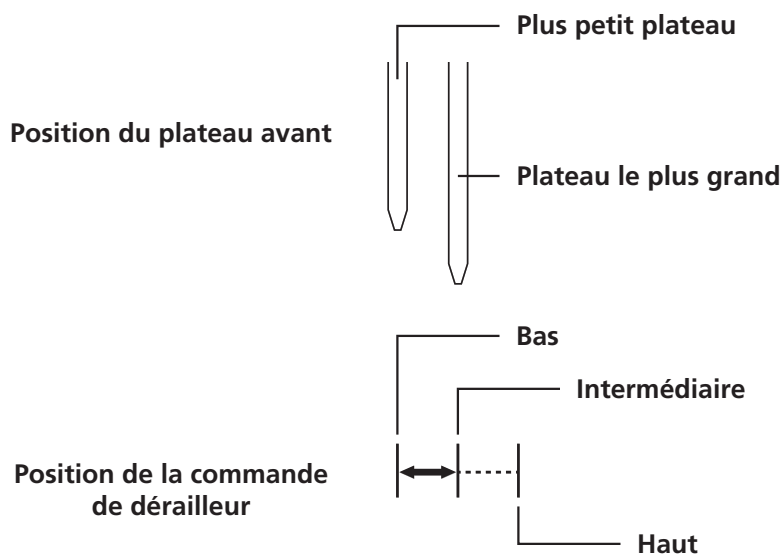 Plus petit plateau
Position du plateau avant
Plateau le plus grand
Bas
Intermédiaire
Position de la commande
de dérailleur
Haut